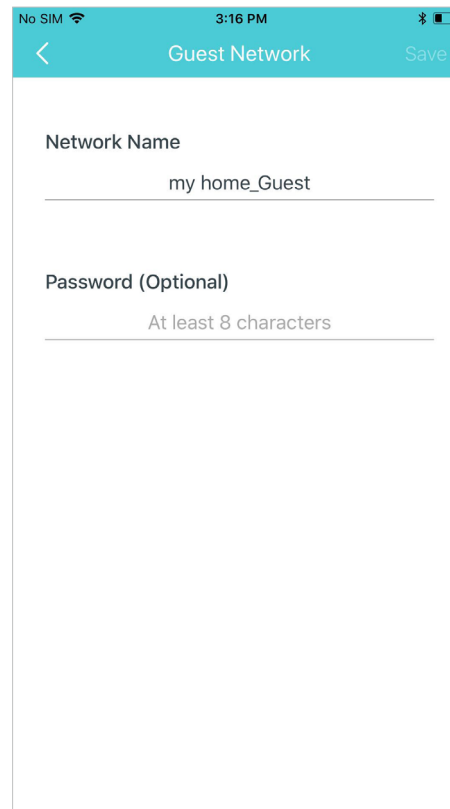 No SIM 3:16 PM
Guest Network Save
Network Name
my home_Guest
Password (Optional)
At least 8 characters